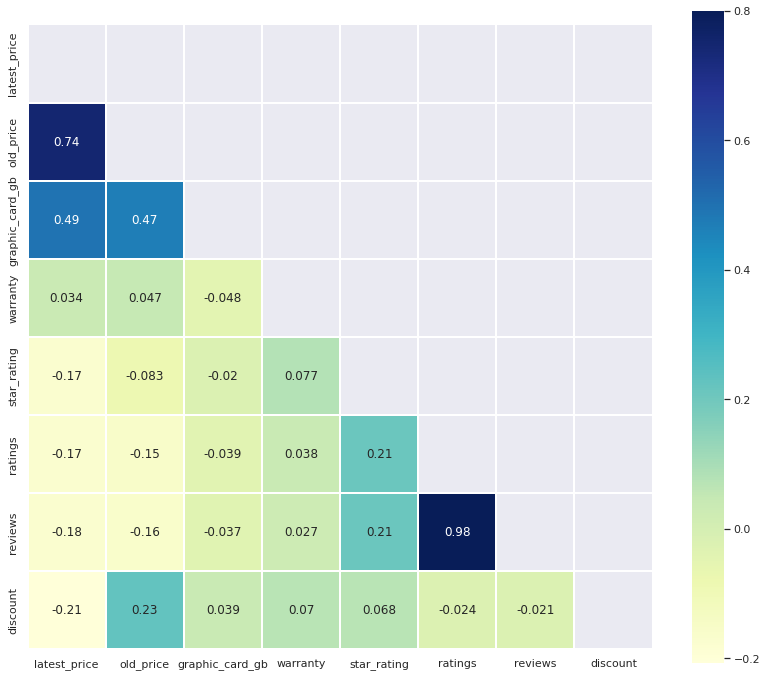 latest_price
old_price
0.74
graphic_card_gb
0.49 0.47
warranty
0.034 0.047 -0.048
star_rating
-0.17 -0.083 -0.02 0.077
ratings
-0.17 -0.15 -0.039 0.038 0.21
reviews
-0.18 -0.16 -0.037 0.027 0.21 0.98
discount
-0.21 0.23 0.039 0.07 0.068 -0.024 -0.021
latest_price old_price graphic_card_gb warranty star_rating ratings reviews discount
0.8
0.6
0.4
0.2
0.0
-0.2